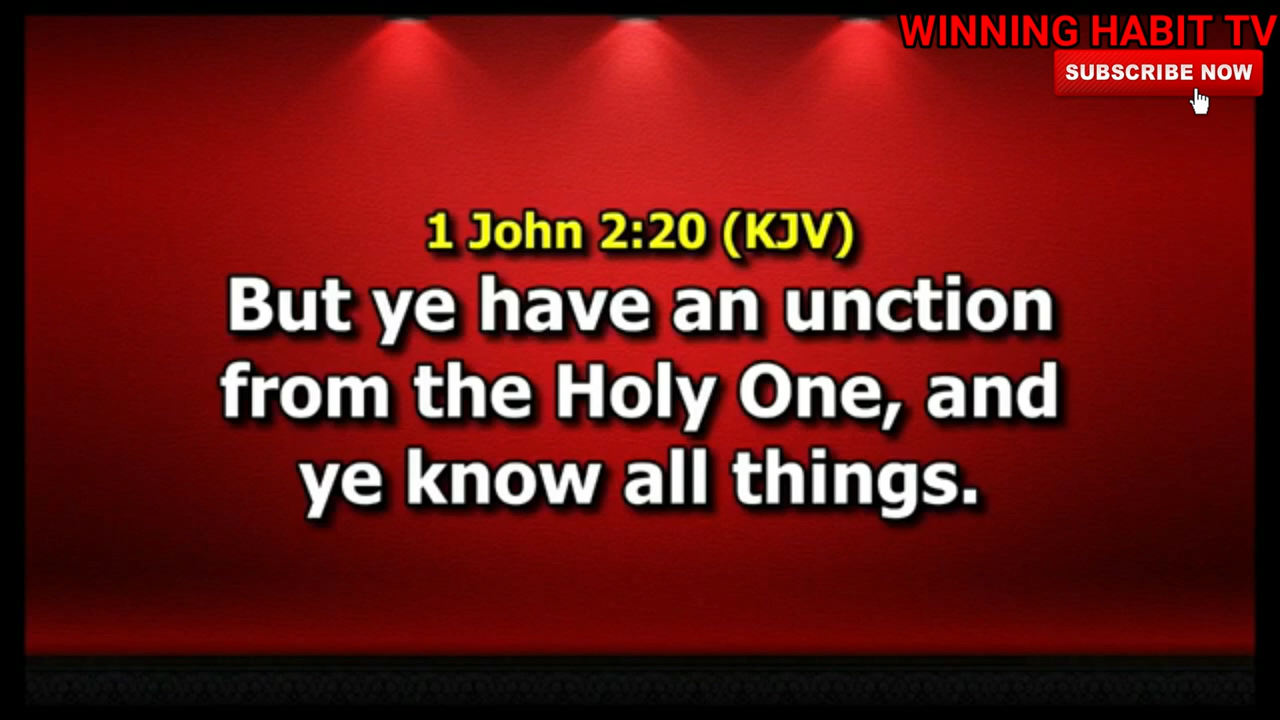 WINNING HABIT TV
SUBSCRIBE NOW
1 John 2:20 (KJV)
But ye have an unction
from the Holy One, and
ye know all things.